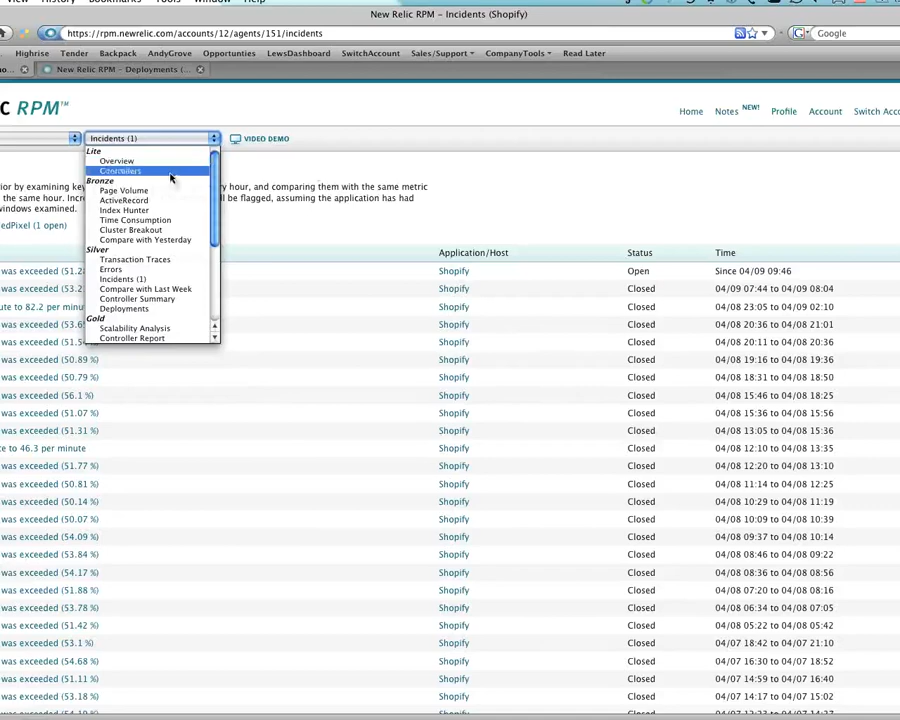 View History Bookmarks Tools Window Help
New Relic RPM – Incidents (Shopify)
https://rpm.newrelic.com/accounts/12/agents/151/incidents
Google
Highrise Tender Backpack AndyGrove Opportunities LewsDashboard SwitchAccount Sales/Support CompanyTools Read Later
New Relic RPM – Deployments (...
IC RPM™
Home Notes NEW! Profile Account Switch Acco
Incidents (1)
VIDEO DEMO
Lite
Overview
Controllers
Bronze
Page Volume
ActiveRecord
Index Hunter
Time Consumption
Cluster Breakout
Compare with Yesterday
Silver
Transaction Traces
Errors
Incidents (1)
Compare with Last Week
Controller Summary
Deployments
Gold
Scalability Analysis
Controller Report
ior by examining key
y hour, and comparing them with the same metric
the same hour. Incr
ll be flagged, assuming the application has had
windows examined.
edPixel (1 open)
Application/Host Status Time
was exceeded (51.2 Shopify Open Since 04/09 09:46
was exceeded (53.2 Shopify Closed 04/09 07:44 to 04/09 08:04
ute to 82.2 per minu Shopify Closed 04/08 23:05 to 04/09 02:10
was exceeded (53.6 Shopify Closed 04/08 20:36 to 04/08 21:01
was exceeded (51.5 Shopify Closed 04/08 20:11 to 04/08 20:36
was exceeded (50.89 %) Shopify Closed 04/08 19:16 to 04/08 19:36
was exceeded (50.79 %) Shopify Closed 04/08 18:31 to 04/08 18:50
was exceeded (56.1 %) Shopify Closed 04/08 15:46 to 04/08 18:25
was exceeded (51.07 %) Shopify Closed 04/08 15:36 to 04/08 15:56
was exceeded (51.31 %) Shopify Closed 04/08 13:05 to 04/08 15:36
te to 46.3 per minute Shopify Closed 04/08 12:10 to 04/08 13:35
was exceeded (51.77 %) Shopify Closed 04/08 12:20 to 04/08 13:10
was exceeded (50.81 %) Shopify Closed 04/08 11:14 to 04/08 12:25
was exceeded (50.14 %) Shopify Closed 04/08 10:29 to 04/08 11:19
was exceeded (50.07 %) Shopify Closed 04/08 10:09 to 04/08 10:39
was exceeded (54.09 %) Shopify Closed 04/08 09:37 to 04/08 10:14
was exceeded (53.84 %) Shopify Closed 04/08 08:46 to 04/08 09:22
was exceeded (54.17 %) Shopify Closed 04/08 08:36 to 04/08 08:56
was exceeded (51.88 %) Shopify Closed 04/08 07:20 to 04/08 08:16
was exceeded (53.78 %) Shopify Closed 04/08 06:34 to 04/08 07:05
was exceeded (51.42 %) Shopify Closed 04/08 05:22 to 04/08 05:42
was exceeded (53.1 %) Shopify Closed 04/07 18:42 to 04/07 21:10
was exceeded (54.68 %) Shopify Closed 04/07 16:30 to 04/07 18:52
was exceeded (51.11 %) Shopify Closed 04/07 14:59 to 04/07 16:40
was exceeded (53.18 %) Shopify Closed 04/07 14:17 to 04/07 15:02